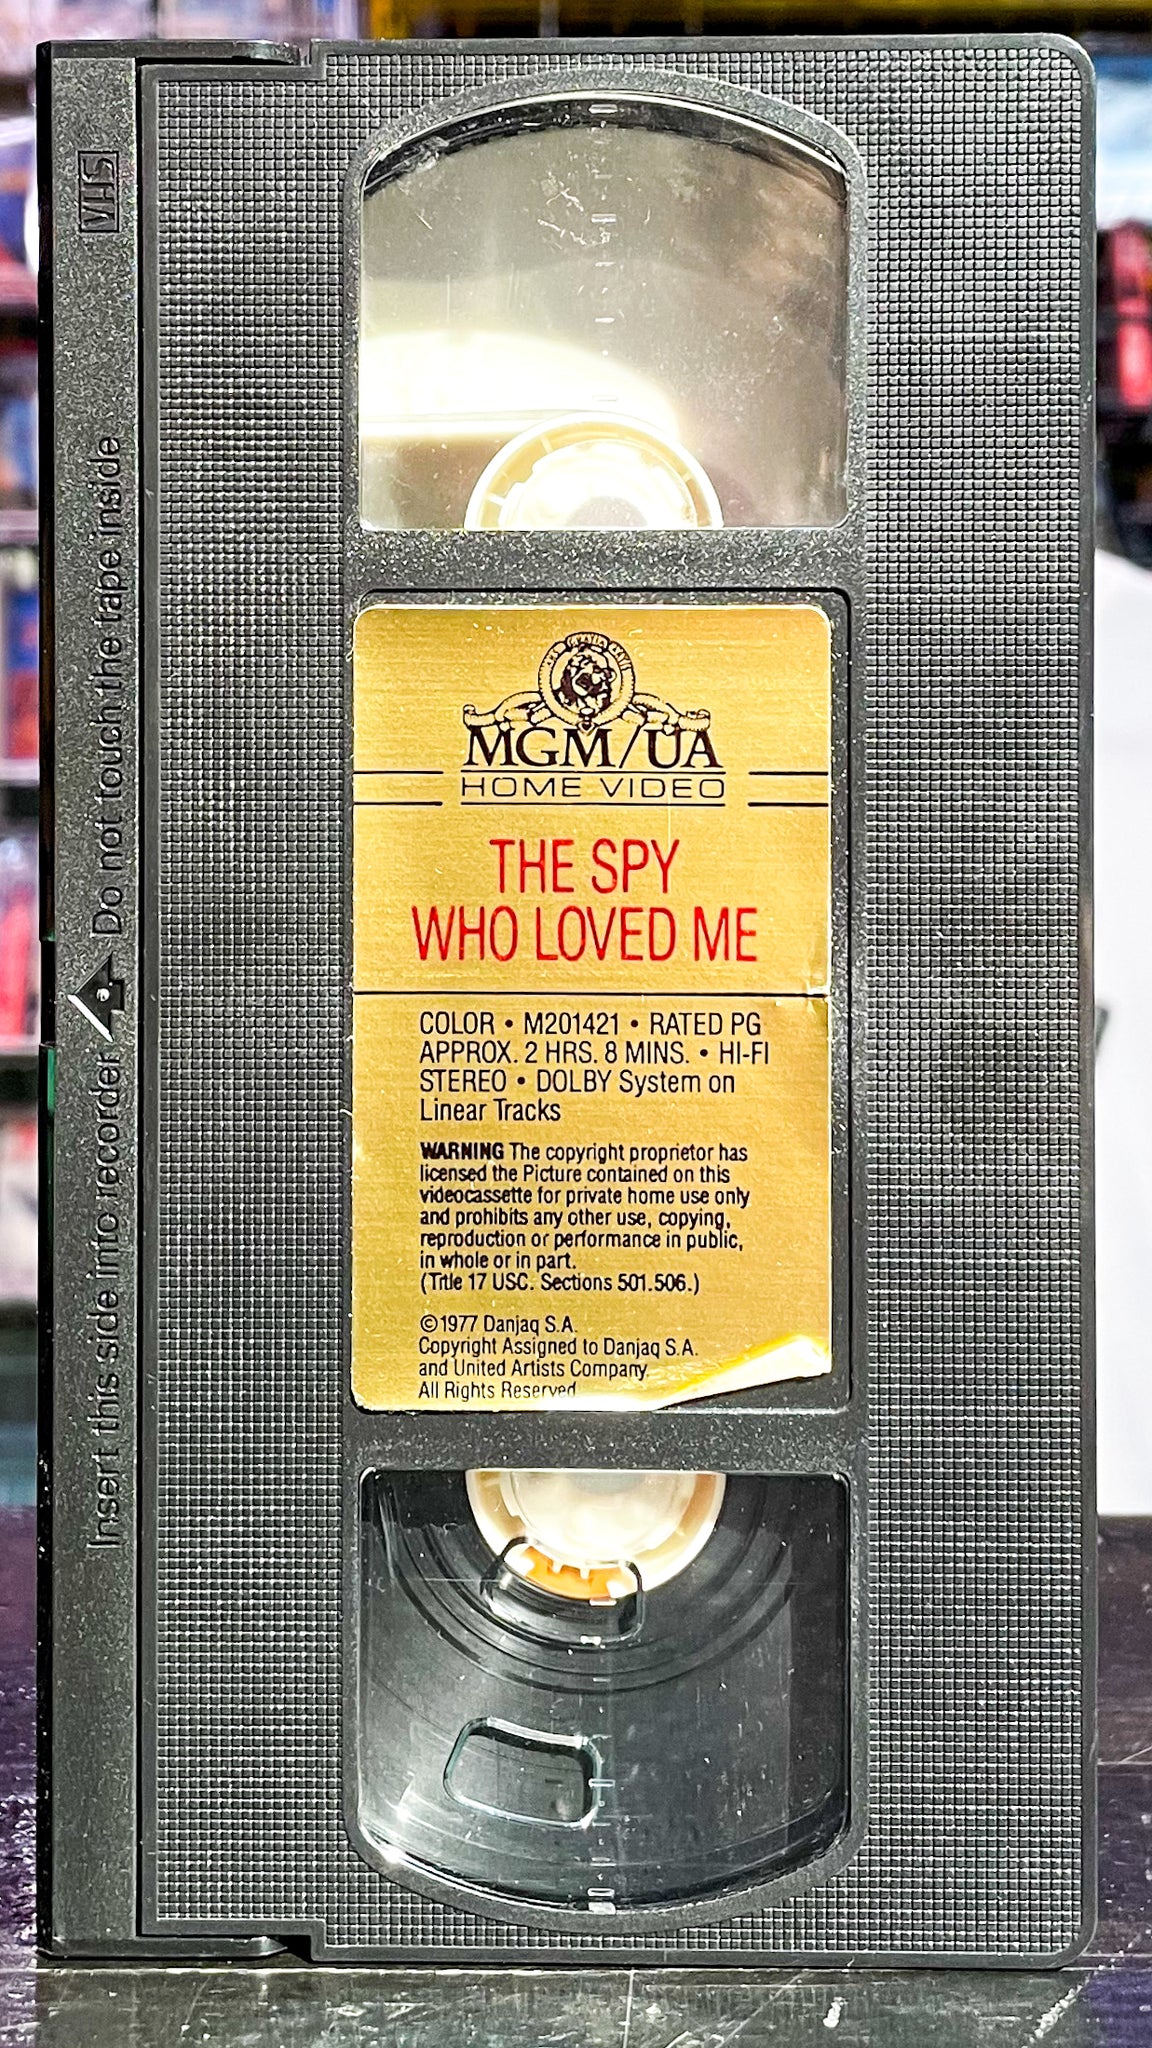 VHS
Do not touch the tape inside
Insert this side into recorder
MGM/UA
HOME VIDEO
THE SPY
WHO LOVED ME
COLOR • M201421 • RATED PG
APPROX. 2 HRS. 8 MINS. • HI-FI
STEREO • DOLBY System on
Linear Tracks
WARNING The copyright proprietor has
licensed the Picture contained on this
videocassette for private home use only
and prohibits any other use, copying,
reproduction or performance in public,
in whole or in part.
(Title 17 USC. Sections 501.506.)
©1977 Danjaq S.A.
Copyright Assigned to Danjaq S.A.
and United Artists Company.
All Rights Reserved